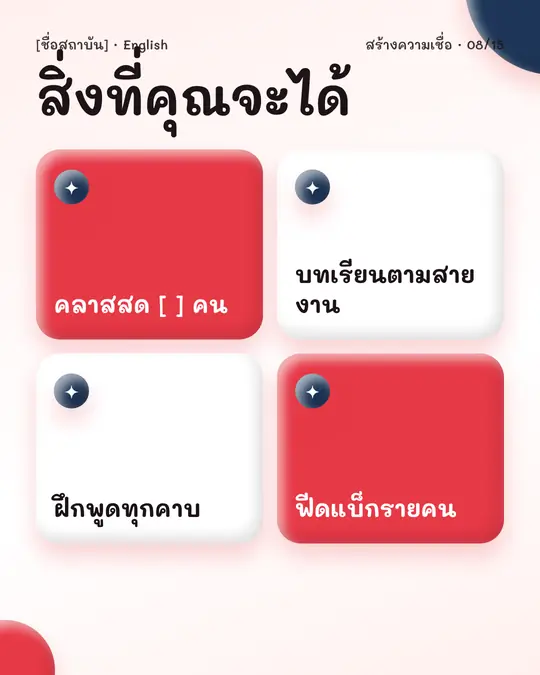 [ชื่อสถาบัน] · English
สร้างความเชื่อ · 08/15
สิ่งที่คุณจะได้
คลาสสด [ ] คน
บทเรียนตามสาย
งาน
ฝึกพูดทุกคาบ
ฟีดแบ็กรายคน